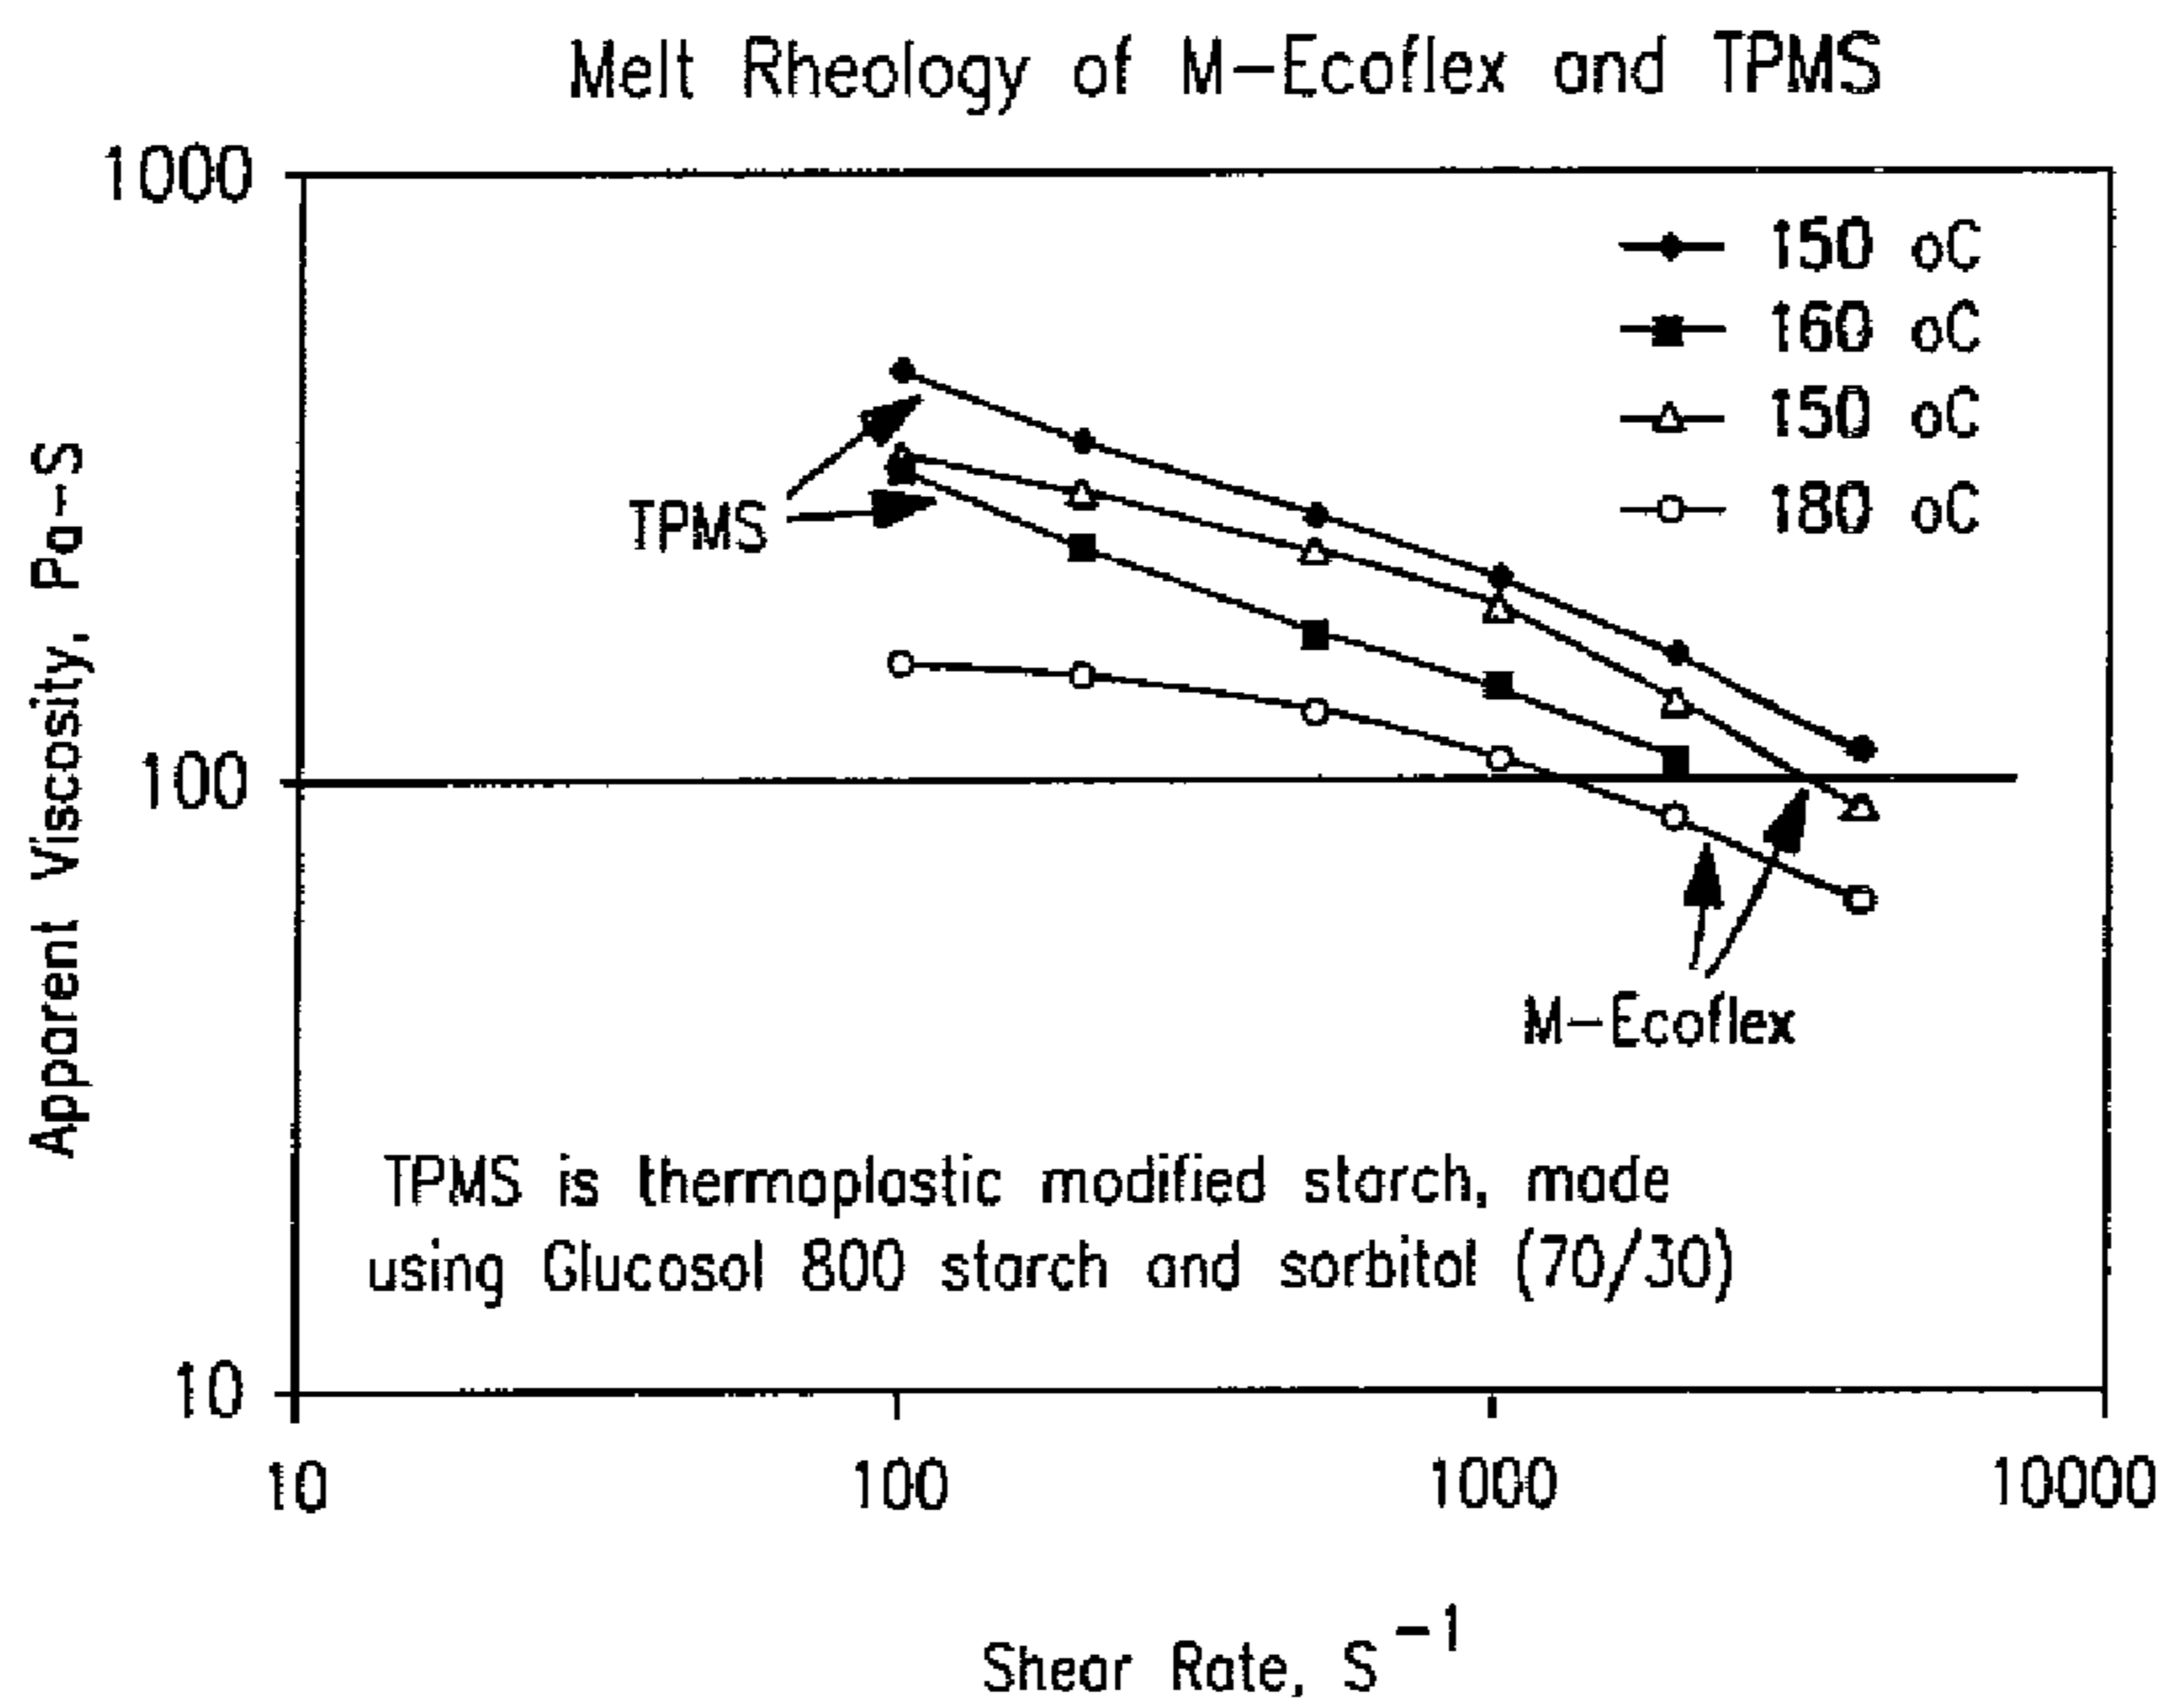 Melt Rheology of M-Ecoflex and TPMS
1000
150 oC
160 oC
150 oC
180 oC
TPMS
Apparent Viscosity, Pa-S
100
M-Ecoflex
TPMS is thermoplastic modified starch, made
using Glucosol 800 starch and sorbitol (70/30)
10
10 100 1000 10000
Shear Rate, S⁻¹